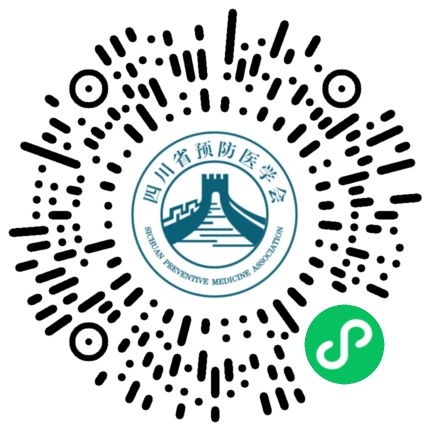 四川省预防医学会
SICHUAN PREVENTIVE MEDICINE ASSOCIATION